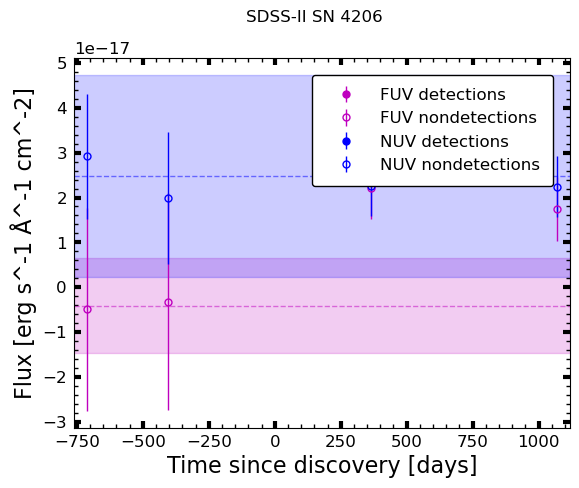 SDSS-II SN 4206
1e−17
5
4
3
2
1
0
−1
−2
−3
Flux [erg s^-1 Å^-1 cm^-2]
FUV detections
FUV nondetections
NUV detections
NUV nondetections
−750 −500 −250 0 250 500 750 1000
Time since discovery [days]